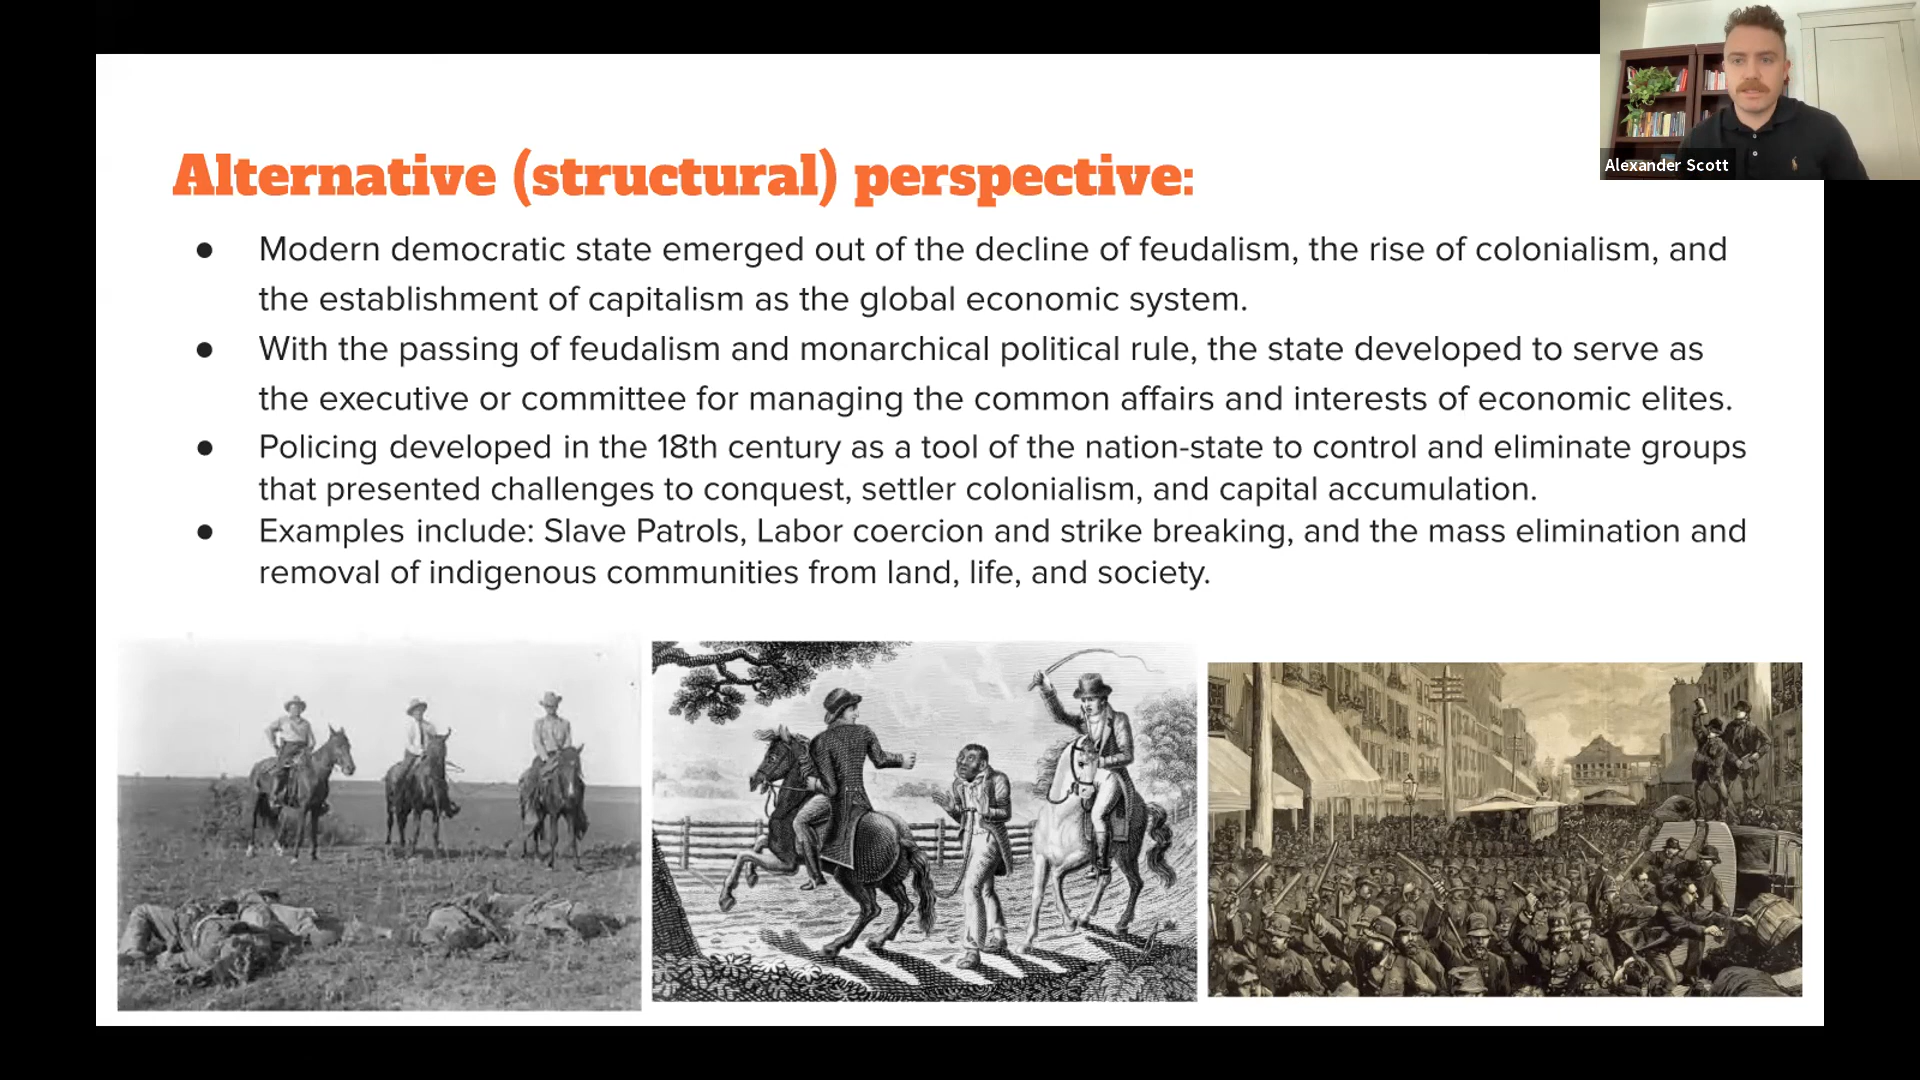 Alexander Scott
Alternative (structural) perspective:
● Modern democratic state emerged out of the decline of feudalism, the rise of colonialism, and
the establishment of capitalism as the global economic system.
● With the passing of feudalism and monarchical political rule, the state developed to serve as
the executive or committee for managing the common affairs and interests of economic elites.
● Policing developed in the 18th century as a tool of the nation-state to control and eliminate groups
that presented challenges to conquest, settler colonialism, and capital accumulation.
● Examples include: Slave Patrols, Labor coercion and strike breaking, and the mass elimination and
removal of indigenous communities from land, life, and society.